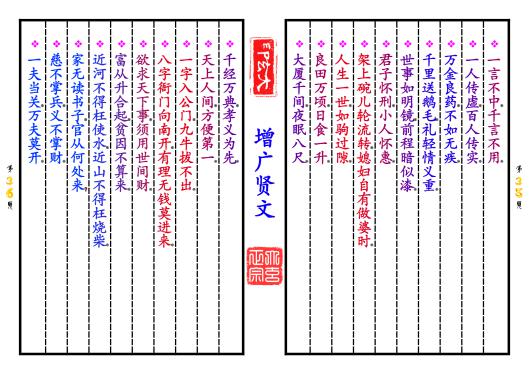 一言不中,千言不用。
一人传虚,百人传实。
万金良药,不如无疾。
千里送鹅毛,礼轻情义重。
世事如明镜,前程暗似漆。
君子怀刑,小人怀惠。
架上碗儿轮流转,媳妇自有做婆时。
人生一世,如驹过隙。
良田万顷,日食一升。
大厦千间,夜眠八尺。
第35页
增广贤文
千经万典,孝义为先。
天上人间,方便第一。
一字入公门,九牛拔不出。
八字衙门向南开,有理无钱莫进来。
欲求天下事,须用世间财。
富从升合起,贫因不算来。
近河不得枉使水,近山不得枉烧柴。
家无读书子,官从何处来。
慈不掌兵,义不掌财。
一夫当关,万夫莫开。
第36页